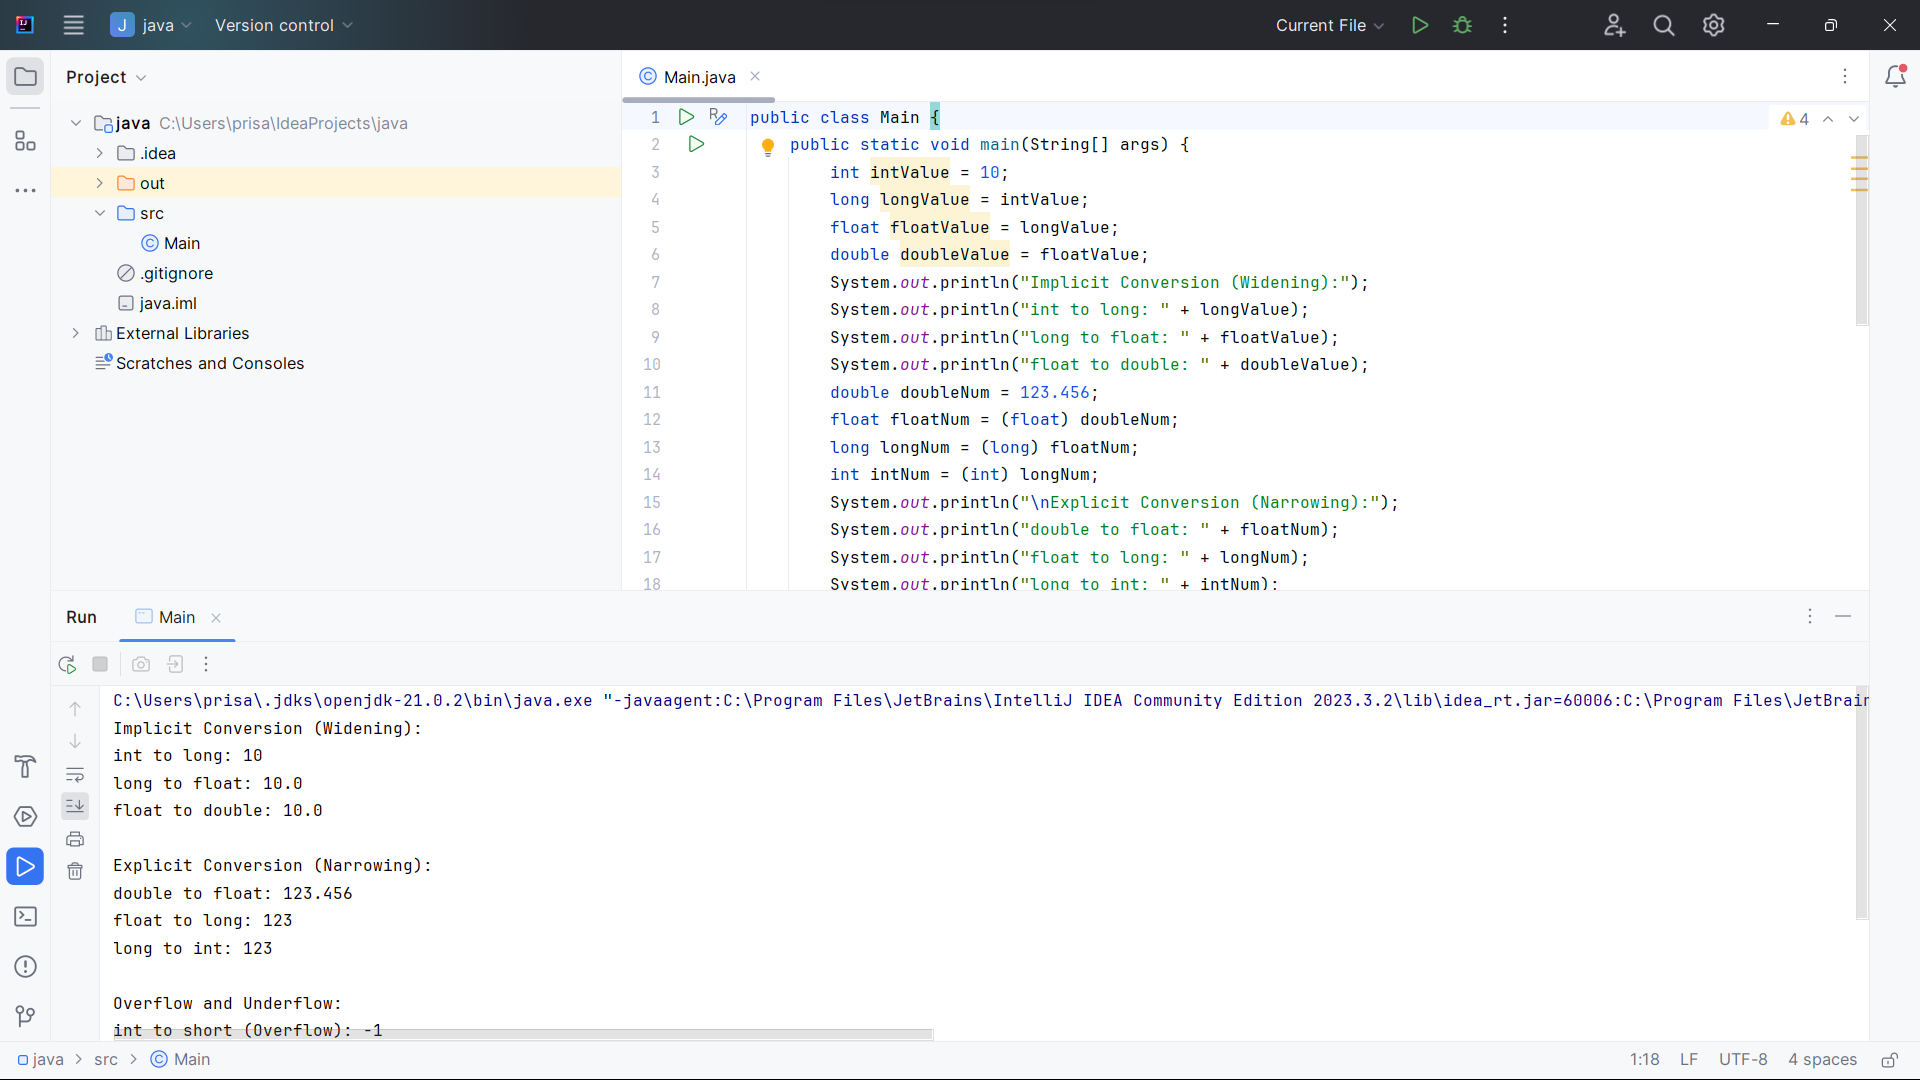 java
Version control
Current File
Project
Main.java
java C:\Users\prisa\IdeaProjects\java
.idea
out
src
Main
.gitignore
java.iml
External Libraries
Scratches and Consoles
4
1 public class Main {
2 public static void main(String[] args) {
3 int intValue = 10;
4 long longValue = intValue;
5 float floatValue = longValue;
6 double doubleValue = floatValue;
7 System.out.println("Implicit Conversion (Widening):");
8 System.out.println("int to long: " + longValue);
9 System.out.println("long to float: " + floatValue);
10 System.out.println("float to double: " + doubleValue);
11 double doubleNum = 123.456;
12 float floatNum = (float) doubleNum;
13 long longNum = (long) floatNum;
14 int intNum = (int) longNum;
15 System.out.println("\nExplicit Conversion (Narrowing):");
16 System.out.println("double to float: " + floatNum);
17 System.out.println("float to long: " + longNum);
18 System.out.println("long to int: " + intNum);
Run Main
C:\Users\prisa\.jdks\openjdk-21.0.2\bin\java.exe "-javaagent:C:\Program Files\JetBrains\IntelliJ IDEA Community Edition 2023.3.2\lib\idea_rt.jar=60006:C:\Program Files\JetBrain
Implicit Conversion (Widening):
int to long: 10
long to float: 10.0
float to double: 10.0
Explicit Conversion (Narrowing):
double to float: 123.456
float to long: 123
long to int: 123
Overflow and Underflow:
int to short (Overflow): -1
java > src > Main
1:18 LF UTF-8 4 spaces